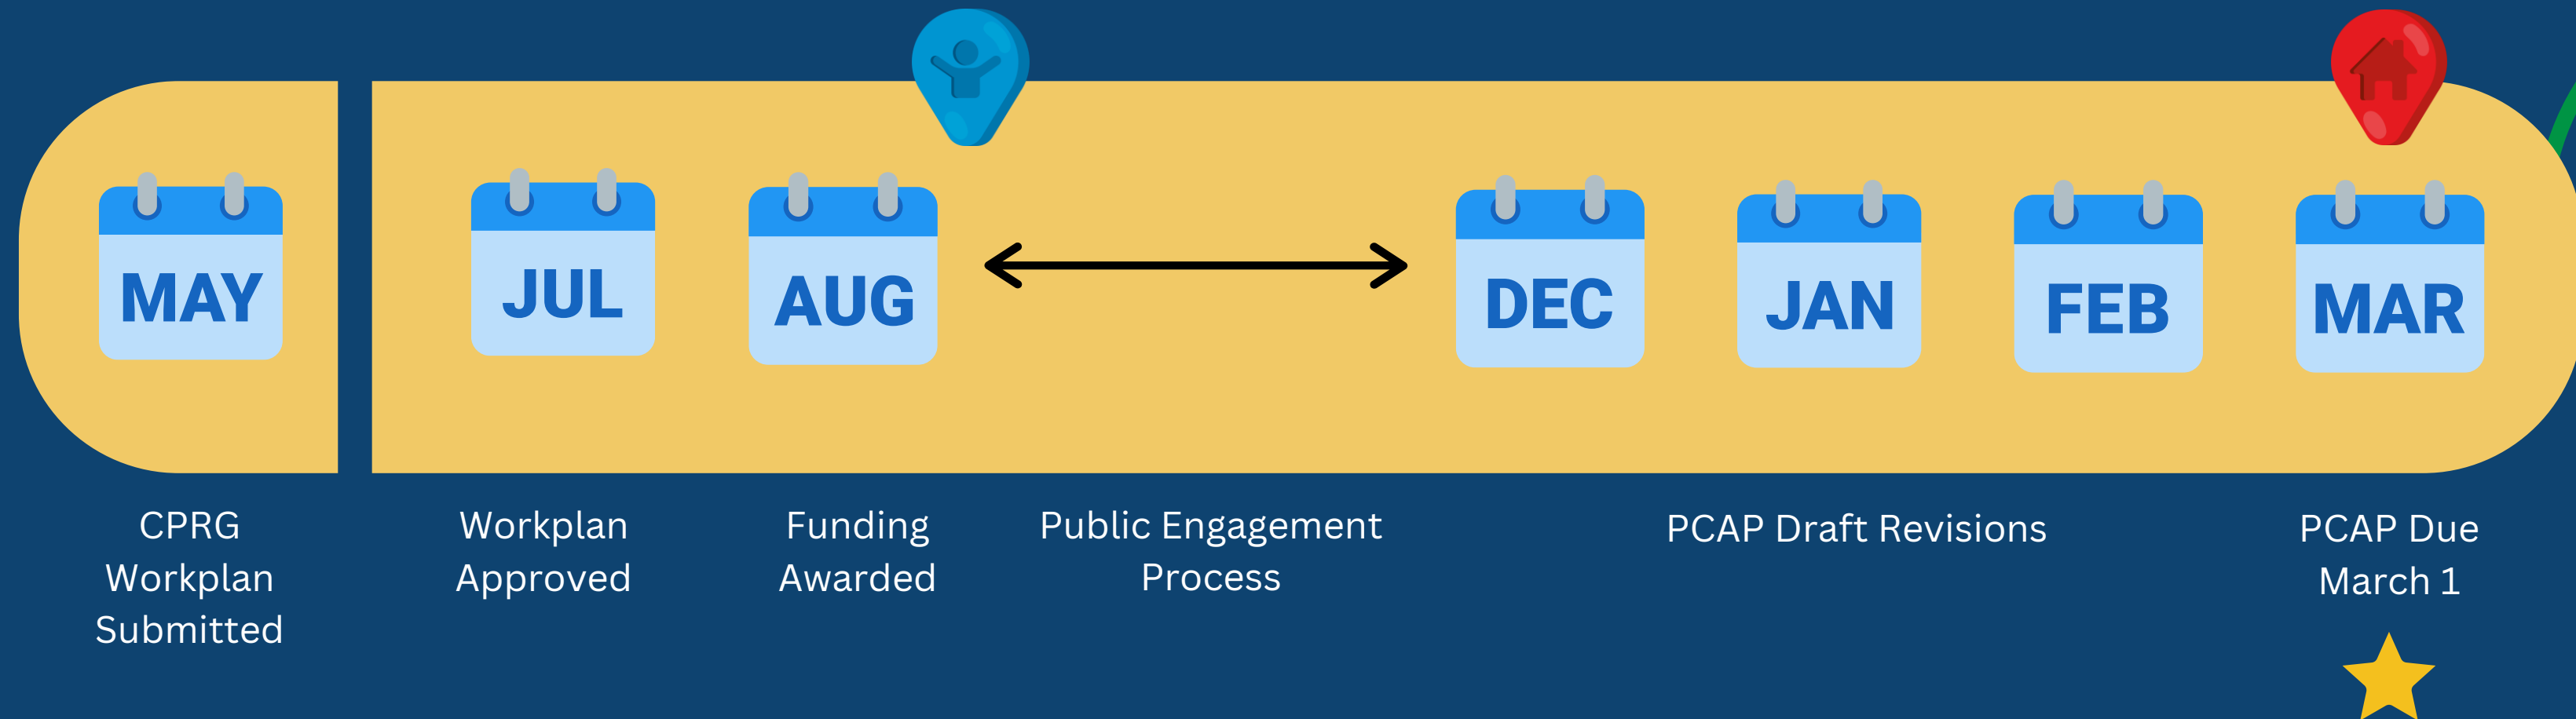 MAY
JUL
AUG
DEC
JAN
FEB
MAR
CPRG
Workplan
Submitted
Workplan
Approved
Funding
Awarded
Public Engagement
Process
PCAP Draft Revisions
PCAP Due
March 1